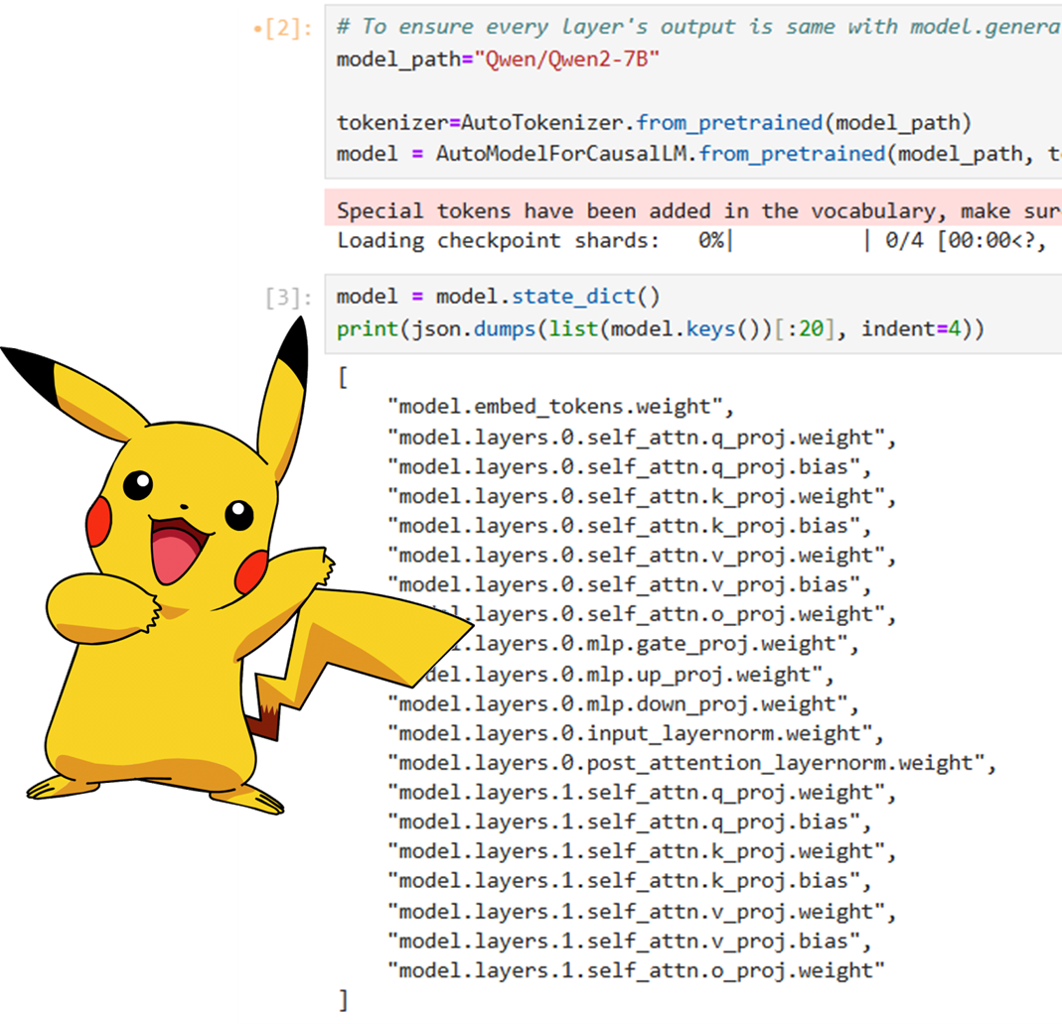 [2]: # To ensure every layer's output is same with model.genera
model_path="Qwen/Qwen2-7B"
tokenizer=AutoTokenizer.from_pretrained(model_path)
model = AutoModelForCausalLM.from_pretrained(model_path, t
Special tokens have been added in the vocabulary, make sur
Loading checkpoint shards:   0%|          | 0/4 [00:00<?,
[3]: model = model.state_dict()
print(json.dumps(list(model.keys())[:20], indent=4))
[
    "model.embed_tokens.weight",
    "model.layers.0.self_attn.q_proj.weight",
    "model.layers.0.self_attn.q_proj.bias",
    "model.layers.0.self_attn.k_proj.weight",
    "model.layers.0.self_attn.k_proj.bias",
    "model.layers.0.self_attn.v_proj.weight",
    "model.layers.0.self_attn.v_proj.bias",
    .layers.0.self_attn.o_proj.weight",
    .layers.0.mlp.gate_proj.weight",
    del.layers.0.mlp.up_proj.weight",
    "model.layers.0.mlp.down_proj.weight",
    "model.layers.0.input_layernorm.weight",
    "model.layers.0.post_attention_layernorm.weight",
    "model.layers.1.self_attn.q_proj.weight",
    "model.layers.1.self_attn.q_proj.bias",
    "model.layers.1.self_attn.k_proj.weight",
    "model.layers.1.self_attn.k_proj.bias",
    "model.layers.1.self_attn.v_proj.weight",
    "model.layers.1.self_attn.v_proj.bias",
    "model.layers.1.self_attn.o_proj.weight"
]